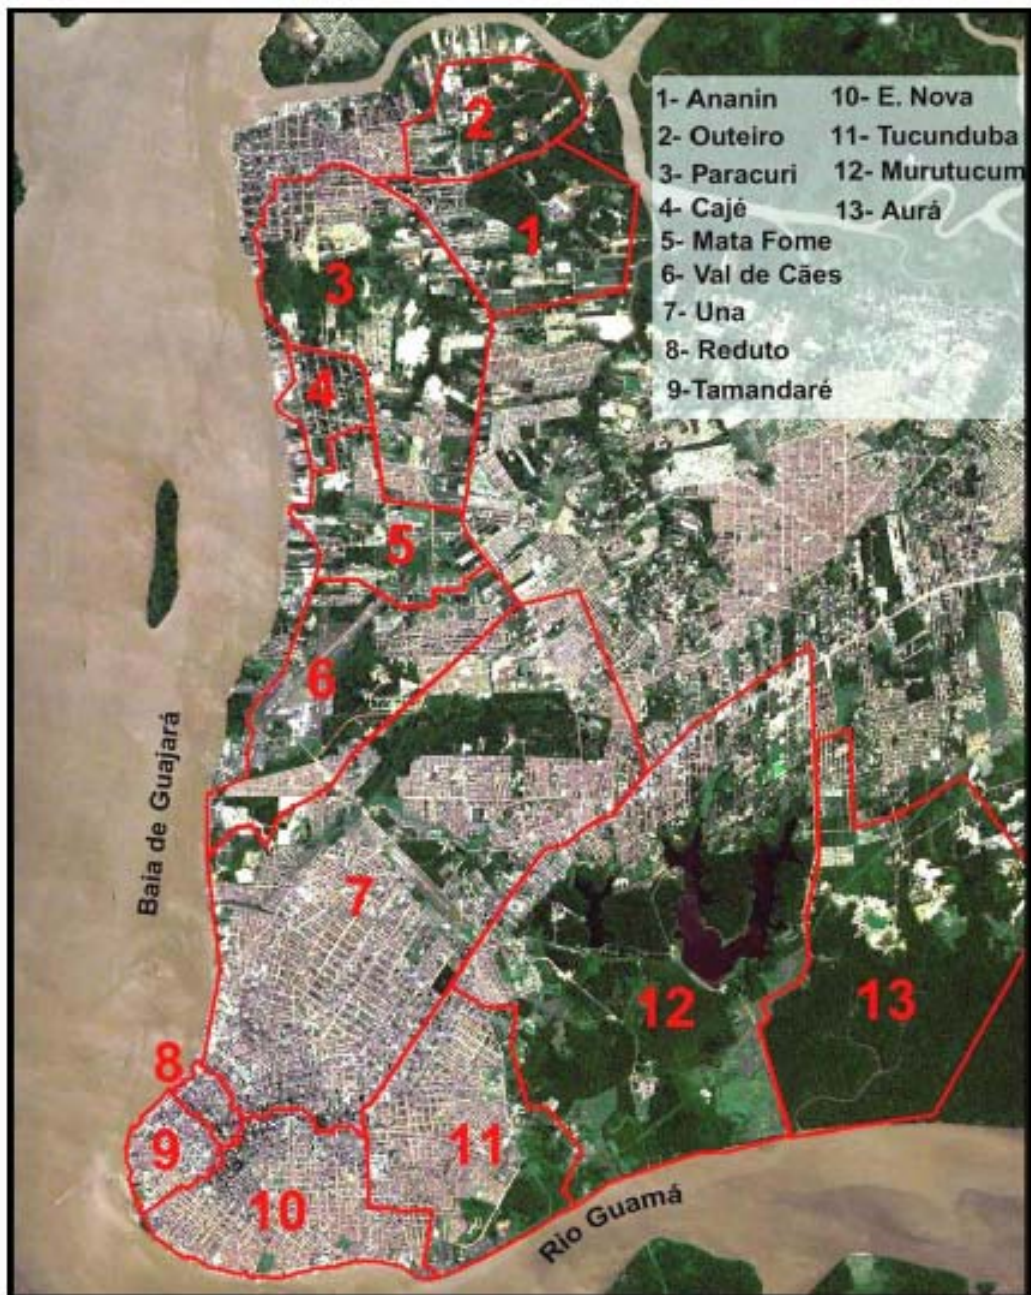 1- Ananin
2- Outeiro
3- Paracuri
4- Cajé
5- Mata Fome
6- Val de Cães
7- Una
8- Reduto
9-Tamandaré
10- E. Nova
11- Tucunduba
12- Murutucum
13- Aurá
2
1
3
4
5
6
7
8
9
10
11
12
13
Baia de Guajará
Rio Guamá